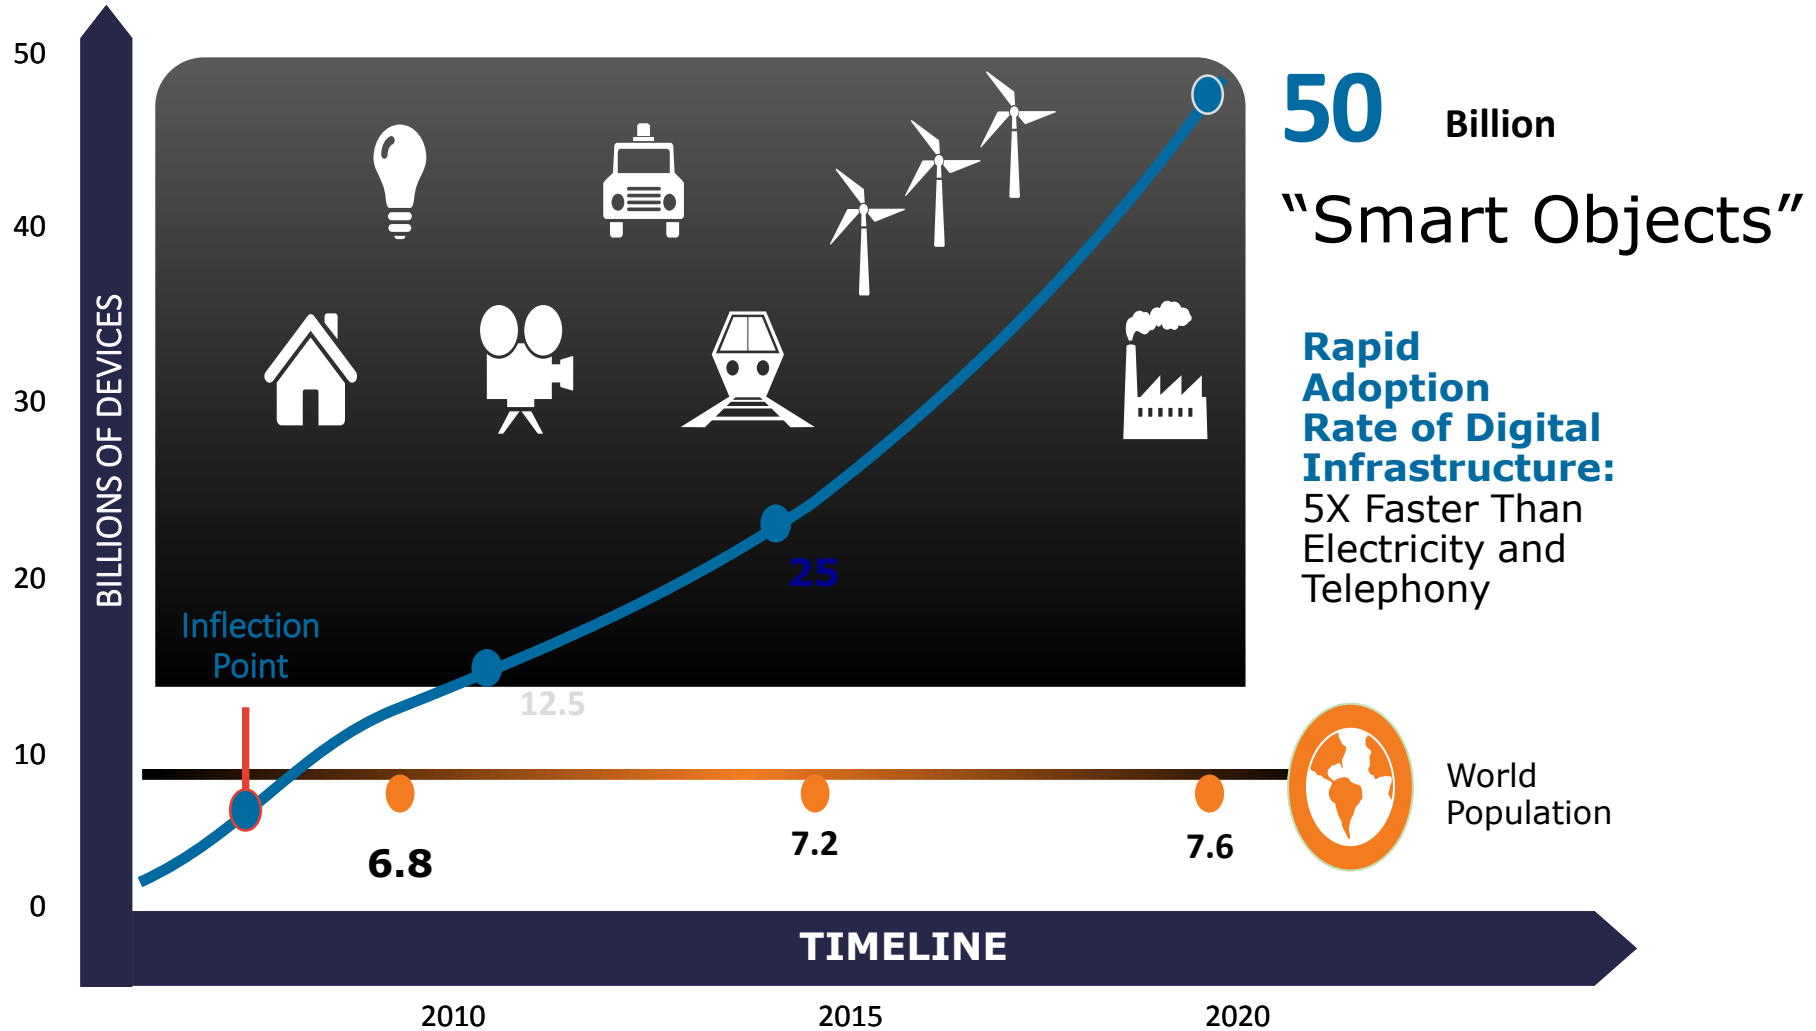 50
40
30
20
10
0
BILLIONS OF DEVICES
50 Billion
“Smart Objects”
Rapid
Adoption
Rate of Digital
Infrastructure:
5X Faster Than
Electricity and
Telephony
25
Inflection
Point
12.5
World
Population
6.8
7.2
7.6
TIMELINE
2010
2015
2020